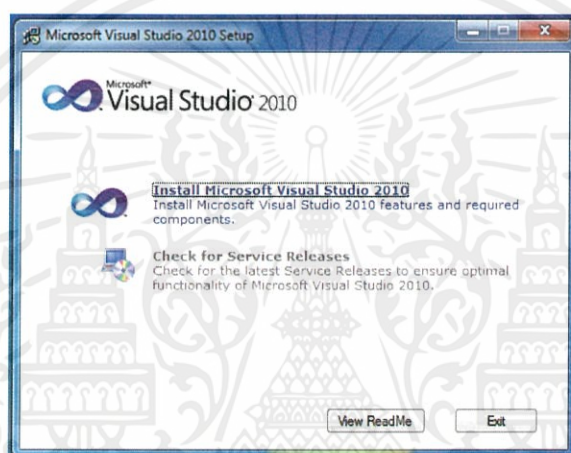 Microsoft Visual Studio 2010 Setup
Microsoft®
Visual Studio® 2010
Install Microsoft Visual Studio 2010
Install Microsoft Visual Studio 2010 features and required
components.
Check for Service Releases
Check for the latest Service Releases to ensure optimal
functionality of Microsoft Visual Studio 2010.
View ReadMe
Exit